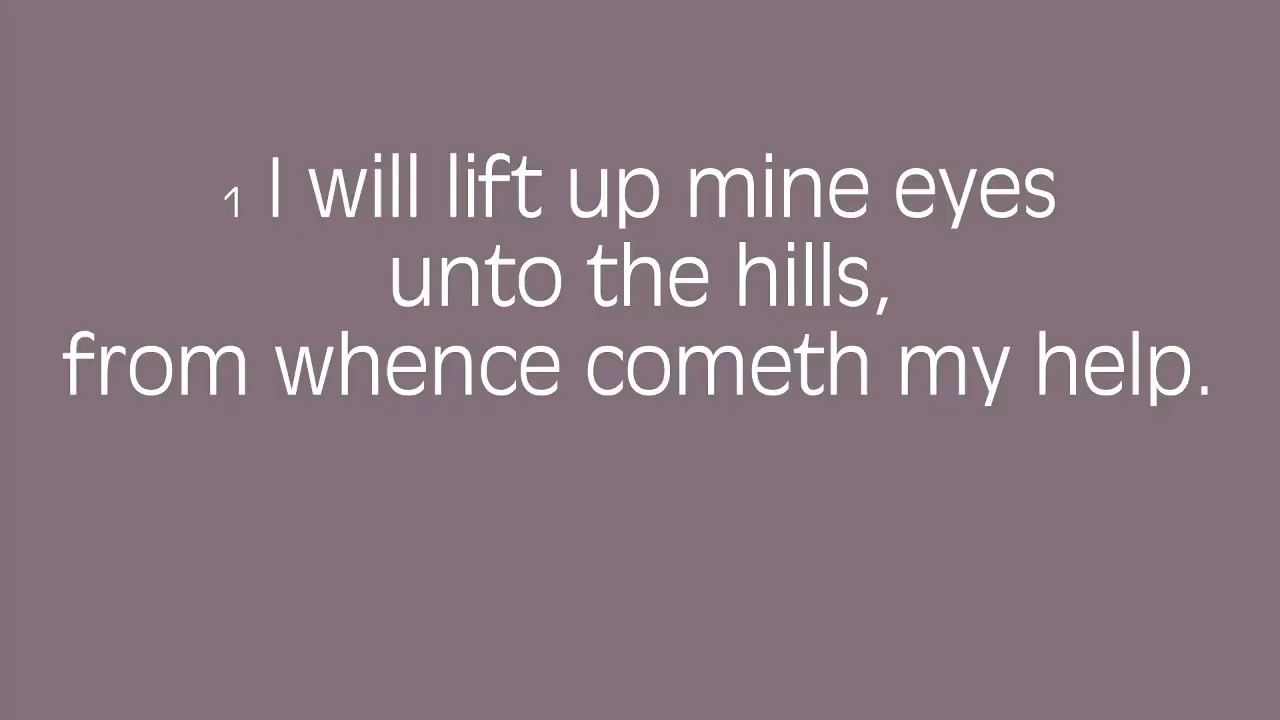 1 I will lift up mine eyes
unto the hills,
from whence cometh my help.